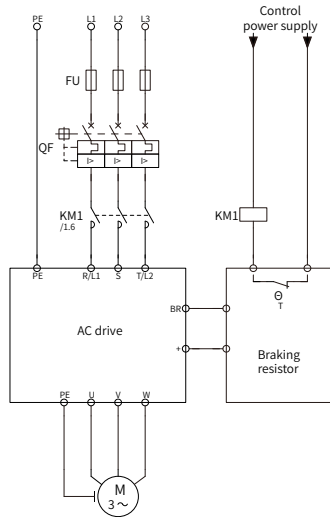 Control
power supply
PE
L1
L2
L3
FU
QF
I>
I>
I>
KM1
/1.6
KM1
PE
R/L1
S
T/L2
Θ
T
BR
AC drive
+
Braking
resistor
PE
U
V
W
M
3 ~